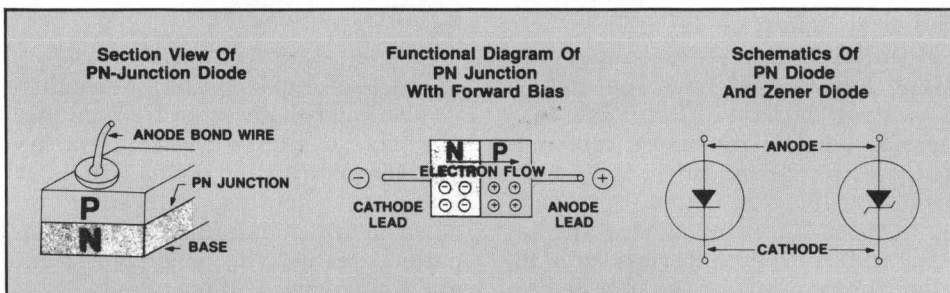 Section View Of
PN-Junction Diode
ANODE BOND WIRE
PN JUNCTION
P
N
BASE
Functional Diagram Of
PN Junction
With Forward Bias
N P
ELECTRON FLOW
⊖ ⊕
⊖ ⊖ ⊕ ⊕
⊖ ⊖ ⊕ ⊕
CATHODE
LEAD
ANODE
LEAD
Schematics Of
PN Diode
And Zener Diode
ANODE
CATHODE